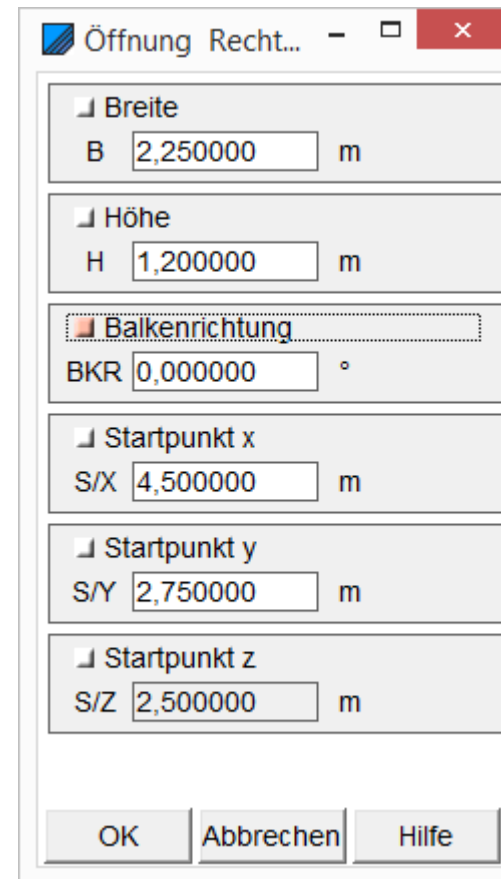 Öffnung Recht...
Breite
B 2,250000 m
Höhe
H 1,200000 m
Balkenrichtung
BKR 0,000000 °
Startpunkt x
S/X 4,500000 m
Startpunkt y
S/Y 2,750000 m
Startpunkt z
S/Z 2,500000 m
OK Abbrechen Hilfe